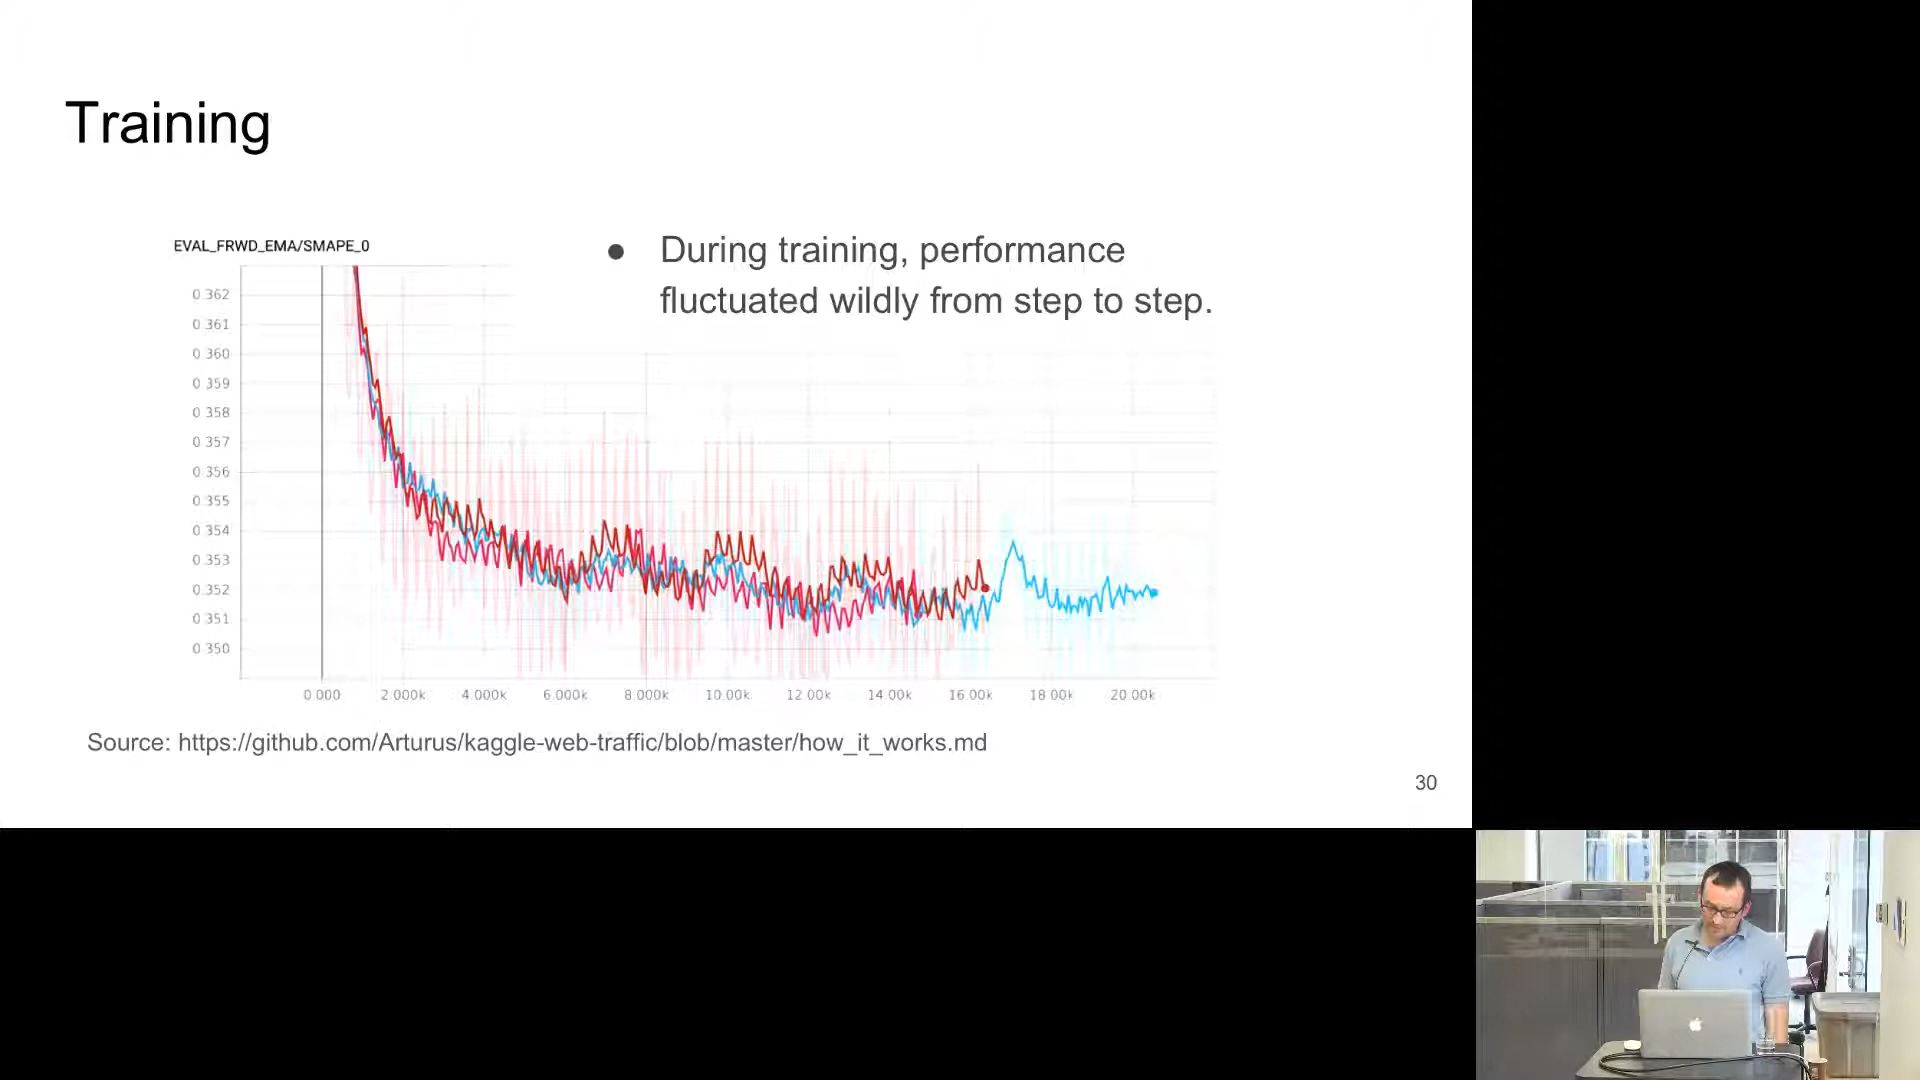 Training
EVAL_FRWD_EMA/SMAPE_0
● During training, performance
fluctuated wildly from step to step.
0.362
0.361
0.360
0.359
0.358
0.357
0.356
0.355
0.354
0.353
0.352
0.351
0.350
0.000 2.000k 4.000k 6.000k 8.000k 10.00k 12.00k 14.00k 16.00k 18.00k 20.00k
Source: https://github.com/Arturus/kaggle-web-traffic/blob/master/how_it_works.md
30